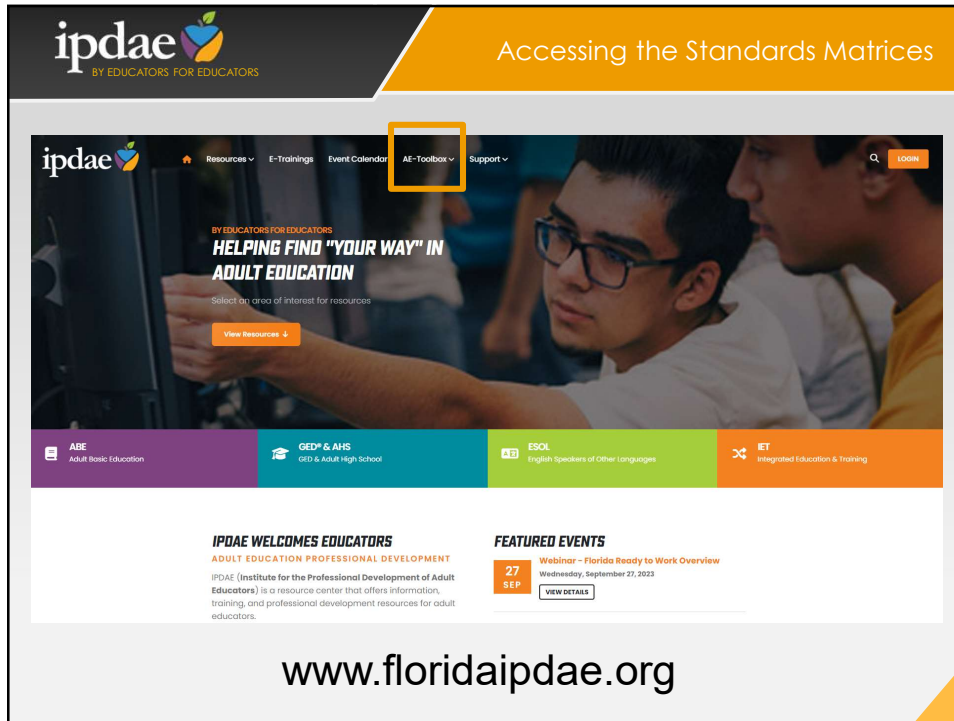 ipdae
BY EDUCATORS FOR EDUCATORS
Accessing the Standards Matrices
ipdae
Resources
E-Trainings
Event Calendar
AE-Toolbox
Support
LOGIN
BY EDUCATORS FOR EDUCATORS
HELPING FIND "YOUR WAY" IN
ADULT EDUCATION
Select an area of interest for resources
View Resources ↓
ABE
Adult Basic Education
GED® & AHS
GED & Adult High School
ESOL
English Speakers of Other Languages
IET
Integrated Education & Training
IPDAE WELCOMES EDUCATORS
ADULT EDUCATION PROFESSIONAL DEVELOPMENT
IPDAE (Institute for the Professional Development of Adult
Educators) is a resource center that offers information,
training, and professional development resources for adult
educators.
FEATURED EVENTS
27
SEP
Webinar - Florida Ready to Work Overview
Wednesday, September 27, 2023
VIEW DETAILS
www.floridaipdae.org